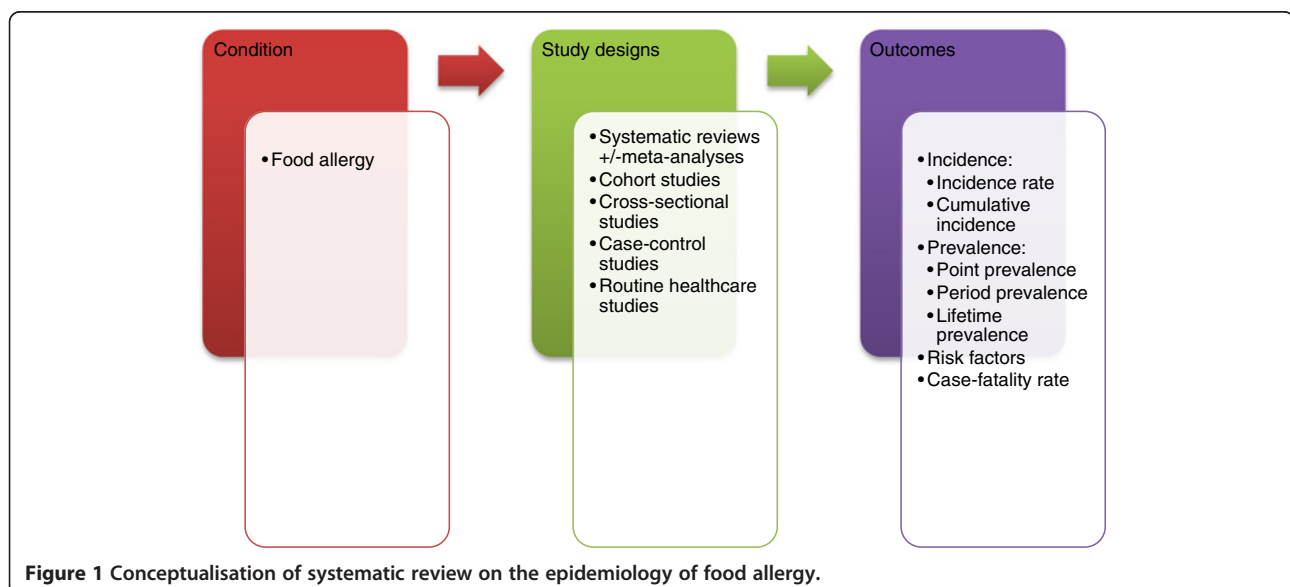 Condition
• Food allergy
Study designs
• Systematic reviews
+/-meta-analyses
• Cohort studies
• Cross-sectional
studies
• Case-control
studies
• Routine healthcare
studies
Outcomes
• Incidence:
• Incidence rate
• Cumulative
incidence
• Prevalence:
• Point prevalence
• Period prevalence
• Lifetime
prevalence
• Risk factors
• Case-fatality rate
Figure 1 Conceptualisation of systematic review on the epidemiology of food allergy.